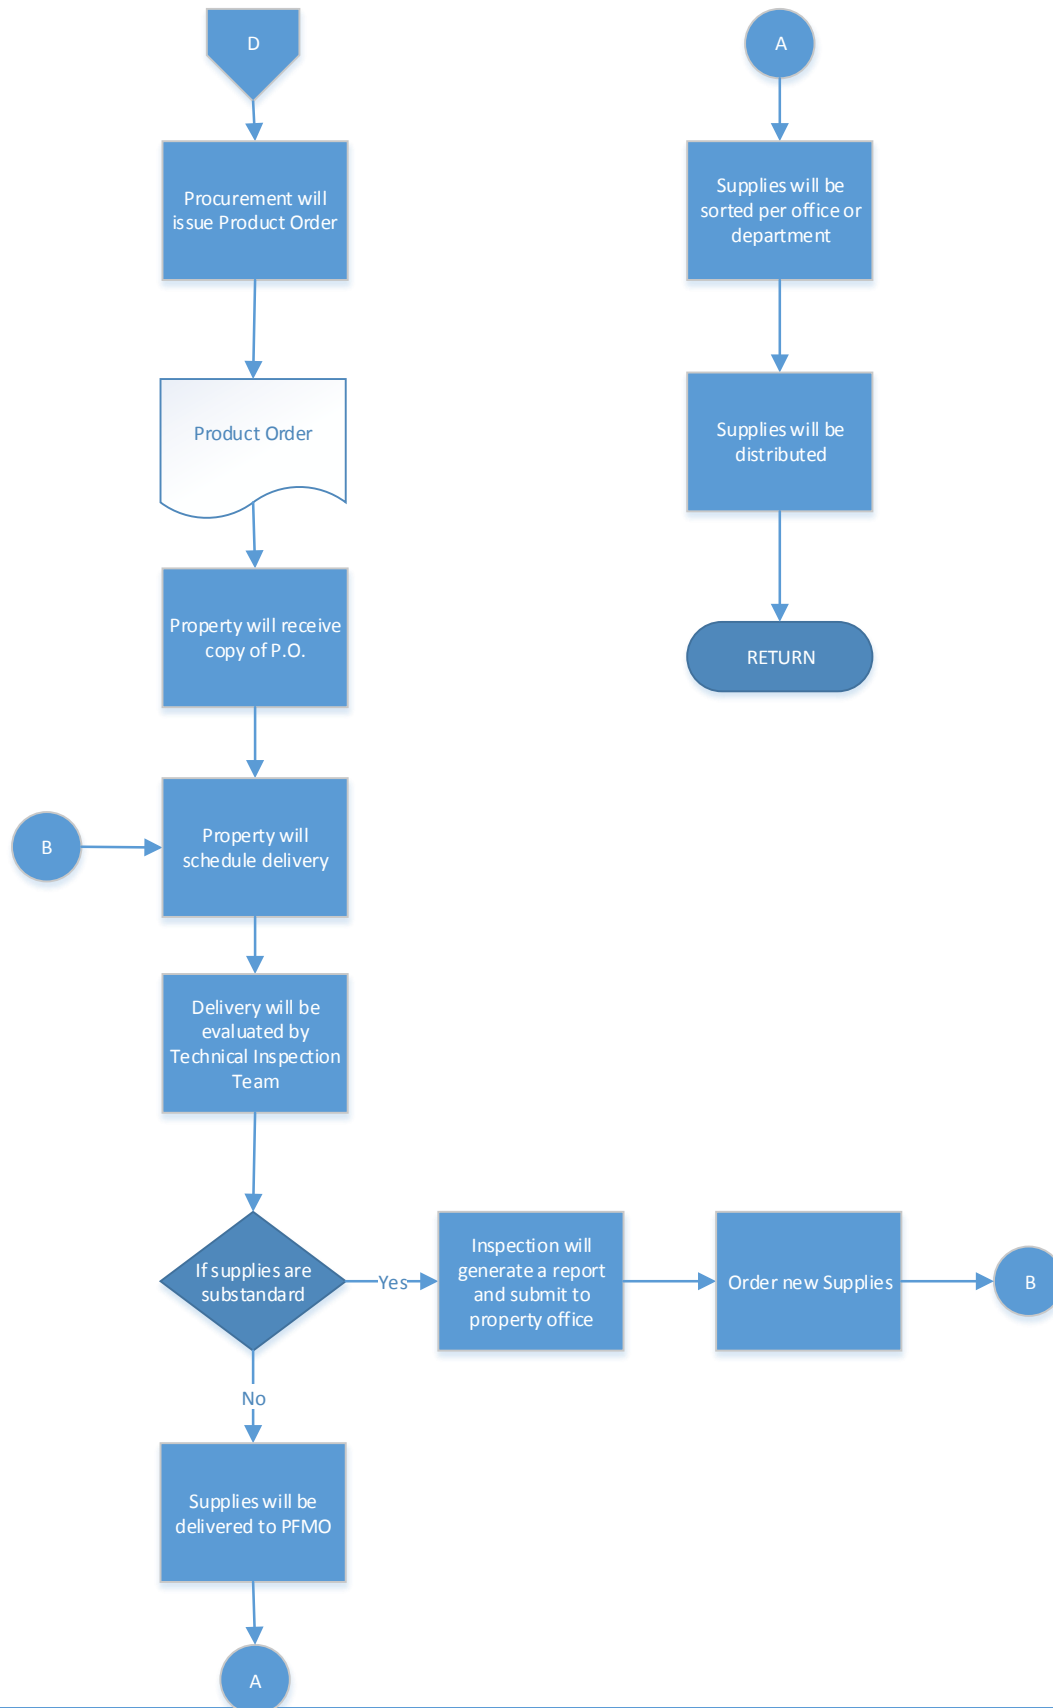 D
Procurement will
issue Product Order
Product Order
Property will receive
copy of P.O.
B
Property will
schedule delivery
Delivery will be
evaluated by
Technical Inspection
Team
If supplies are
substandard
Yes
Inspection will
generate a report
and submit to
property office
Order new Supplies
B
No
Supplies will be
delivered to PFMO
A
A
Supplies will be
sorted per office or
department
Supplies will be
distributed
RETURN